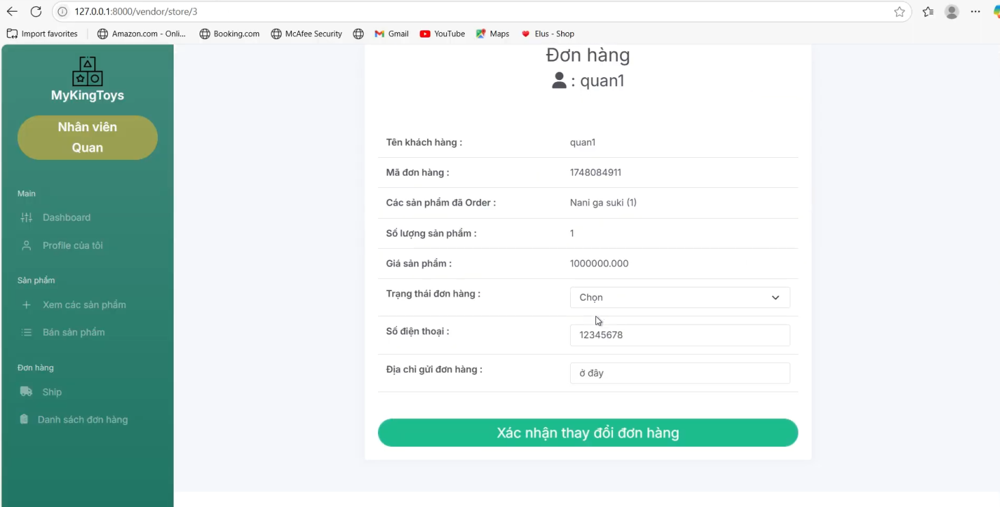 127.0.0.1:8000/vendor/store/3
Import favorites
Amazon.com - Onli...
Booking.com
McAfee Security
Gmail
YouTube
Maps
Elus - Shop
MyKingToys
Nhân viên
Quan
Main
Dashboard
Profile của tôi
Sản phẩm
Xem các sản phẩm
Bán sản phẩm
Đơn hàng
Ship
Danh sách đơn hàng
Đơn hàng
: quan1
Tên khách hàng : quan1
Mã đơn hàng : 1748084911
Các sản phẩm đã Order : Nani ga suki (1)
Số lượng sản phẩm : 1
Giá sản phẩm : 1000000.000
Trạng thái đơn hàng : Chọn
Số điện thoại : 12345678
Địa chỉ gửi đơn hàng : ở đây
Xác nhận thay đổi đơn hàng